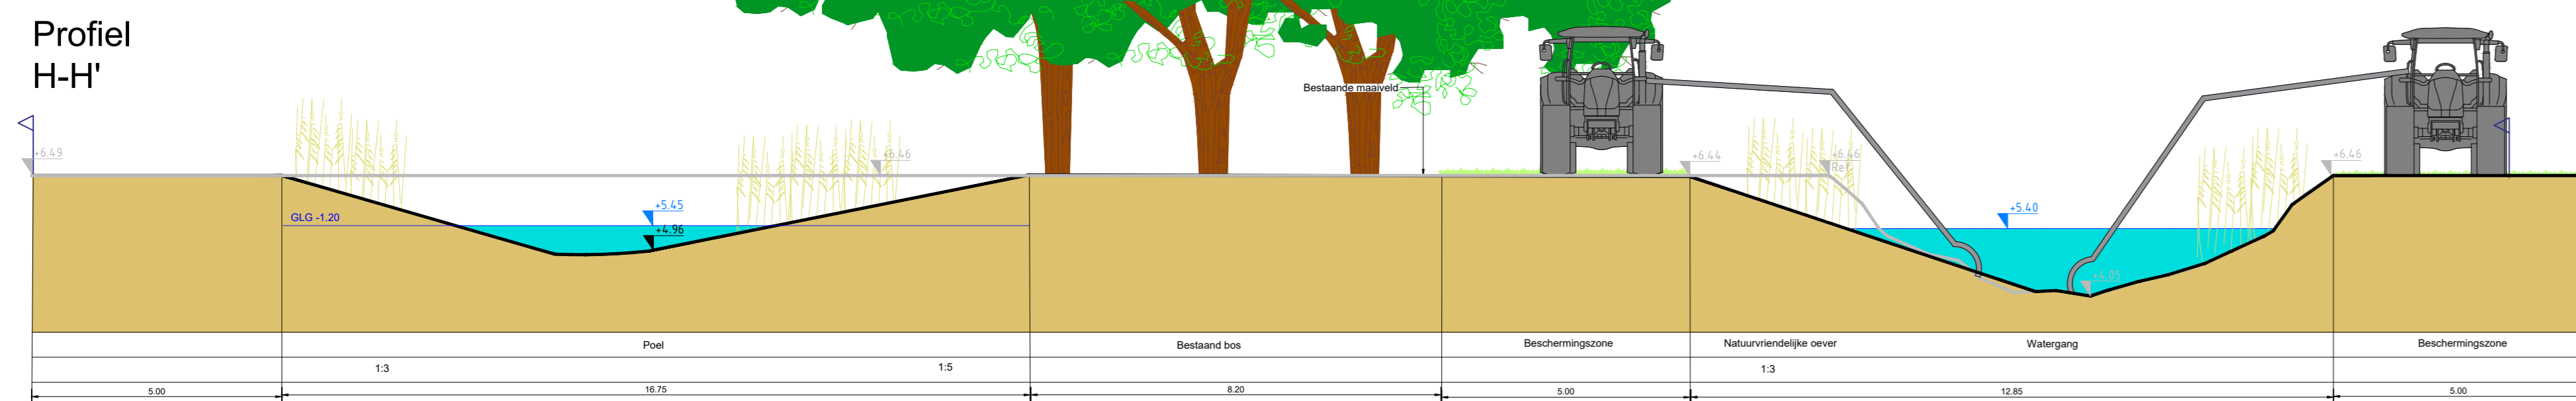 Profiel
H-H'
Bestaande maaiveld
+6.49
+6.46
+6.44
+6.46
Ref
+6.46
GLG -1.20
+5.45
+4.96
+5.40
+4.05
Poel
Bestaand bos
Beschermingszone
Natuurvriendelijke oever
Watergang
Beschermingszone
1:3
1:5
1:3
5.00
16.75
8.20
5.00
12.85
5.00